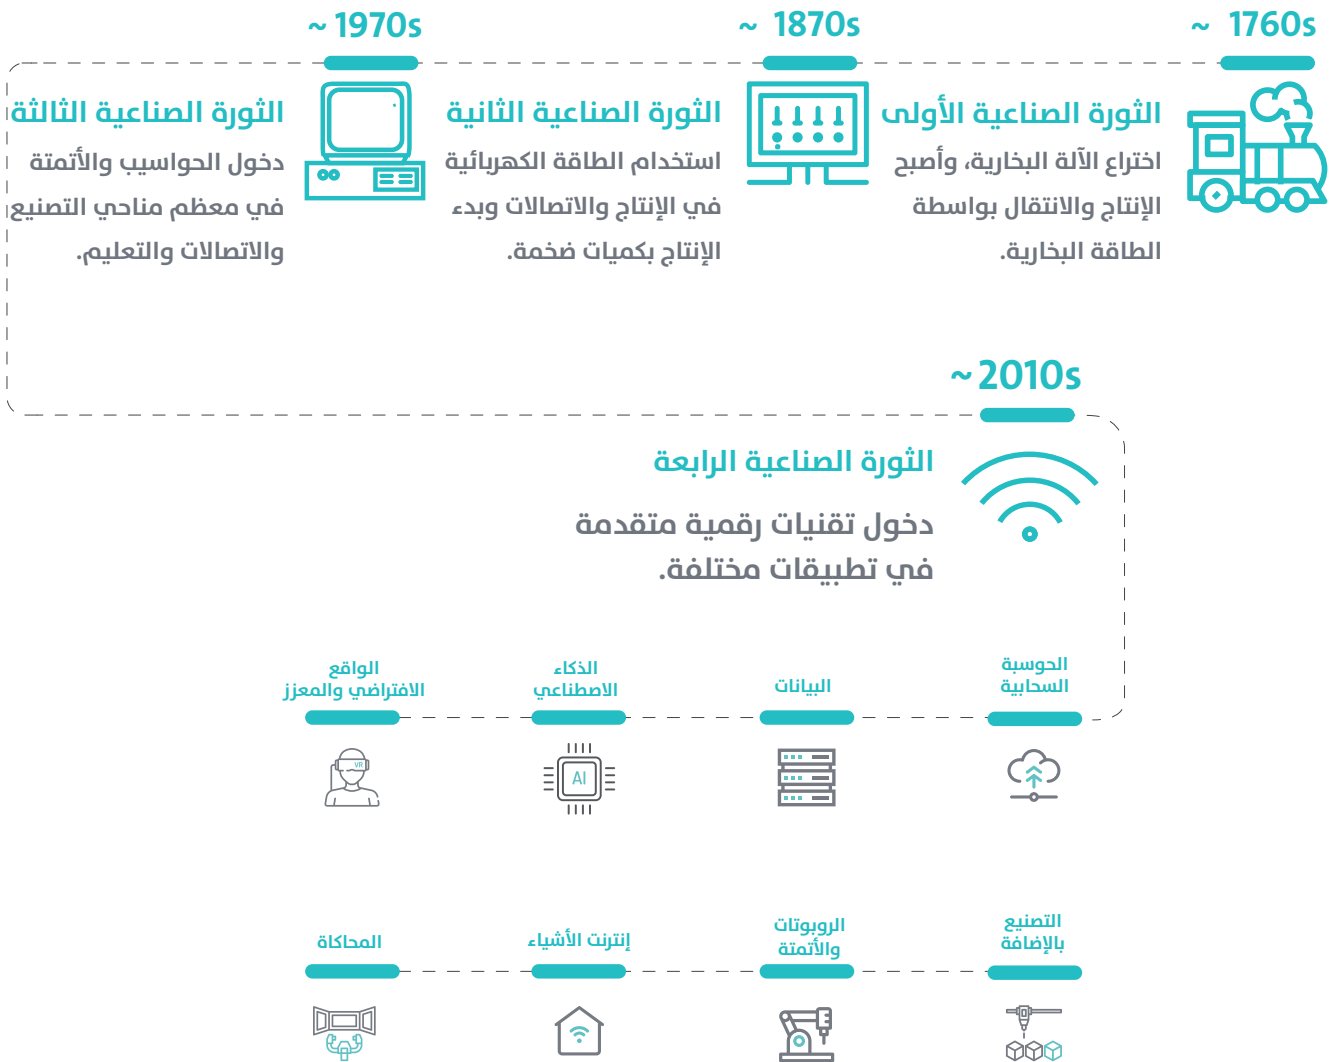 ~ 1760s
الثورة الصناعية الأولى
اختراع الآلة البخارية، وأصبح
الإنتاج والانتقال بواسطة
الطاقة البخارية.
~ 1870s
الثورة الصناعية الثانية
استخدام الطاقة الكهربائية
في الإنتاج والاتصالات وبدء
الإنتاج بكميات ضخمة.
~ 1970s
الثورة الصناعية الثالثة
دخول الحواسيب والأتمتة
في معظم مناحي التصنيع
والاتصالات والتعليم.
~ 2010s
الثورة الصناعية الرابعة
دخول تقنيات رقمية متقدمة
في تطبيقات مختلفة.
الحوسبة
السحابية
البيانات
الذكاء
الاصطناعي
AI
الواقع
الافتراضي والمعزز
VR
التصنيع
بالإضافة
الروبوتات
والأتمتة
إنترنت الأشياء
المحاكاة